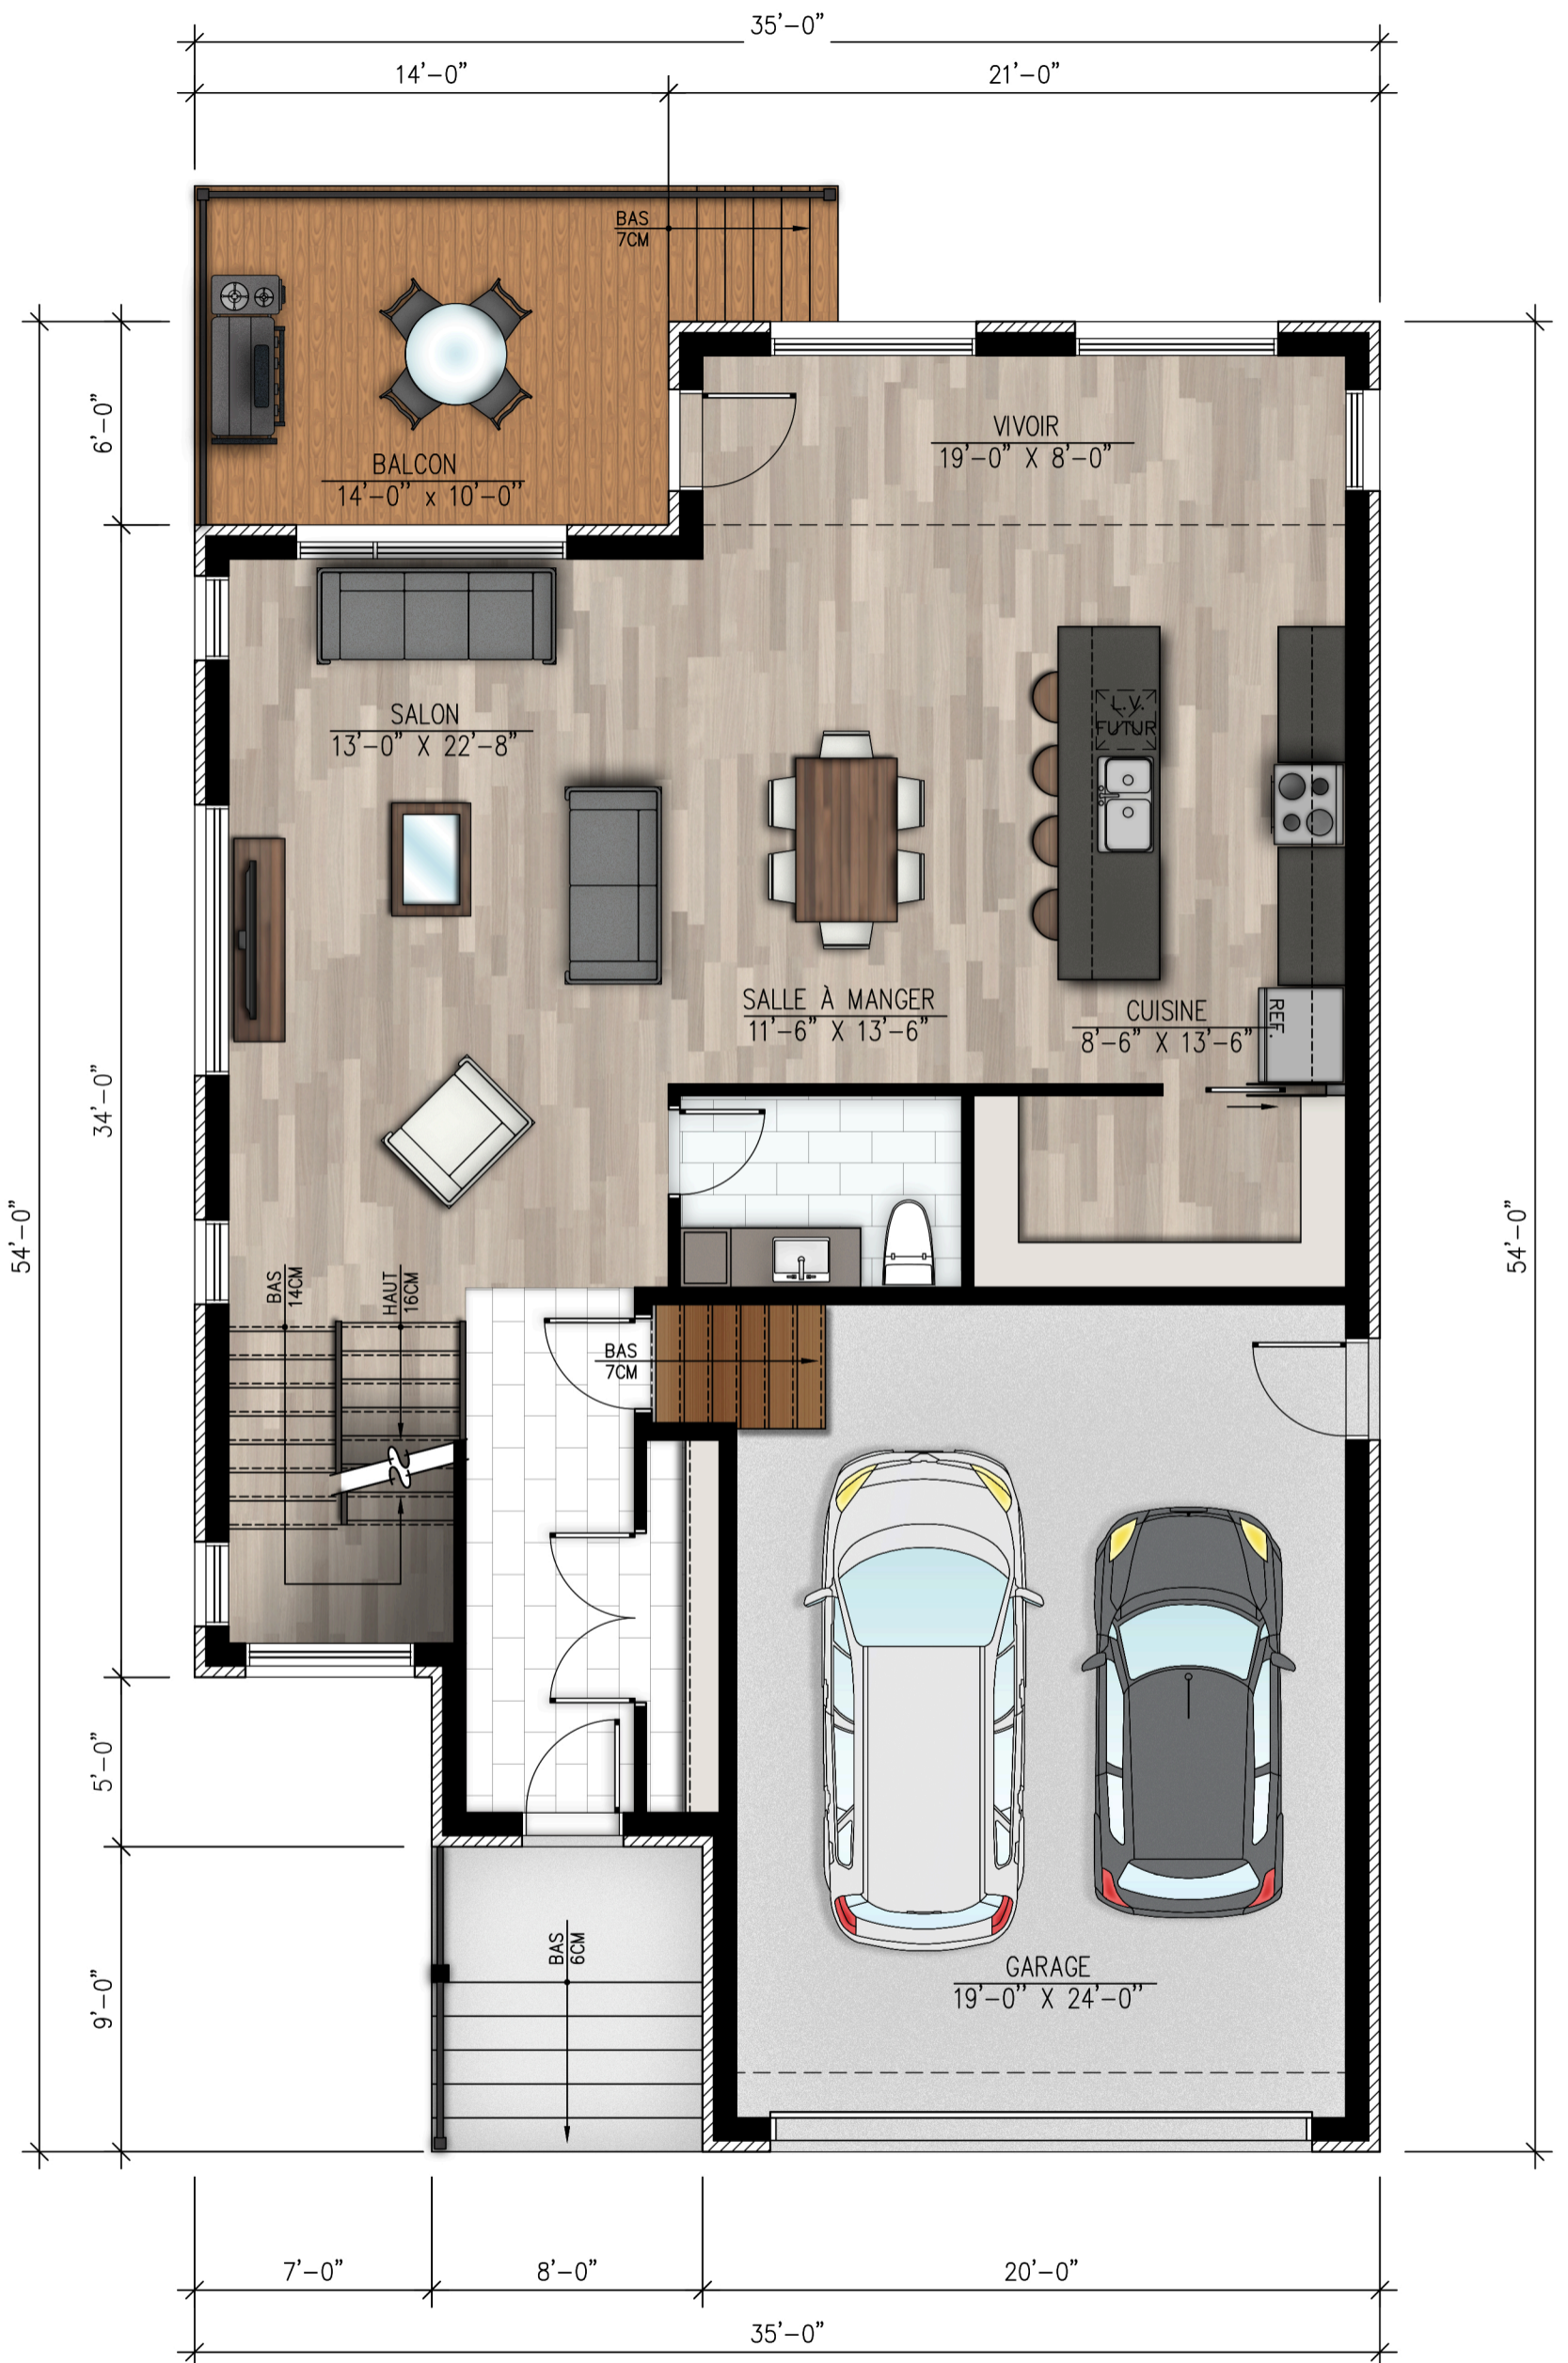 35'-0"
14'-0"
21'-0"
BAS
7CM
6'-0"
BALCON
14'-0" x 10'-0"
VIVOIR
19'-0" X 8'-0"
SALON
13'-0" X 22'-8"
L.V.
FUTUR
SALLE À MANGER
11'-6" X 13'-6"
CUISINE
8'-6" X 13'-6"
REF.
34'-0"
54'-0"
54'-0"
BAS
14CM
HAUT
16CM
BAS
7CM
5'-0"
9'-0"
BAS
6CM
GARAGE
19'-0" X 24'-0"
7'-0"
8'-0"
20'-0"
35'-0"